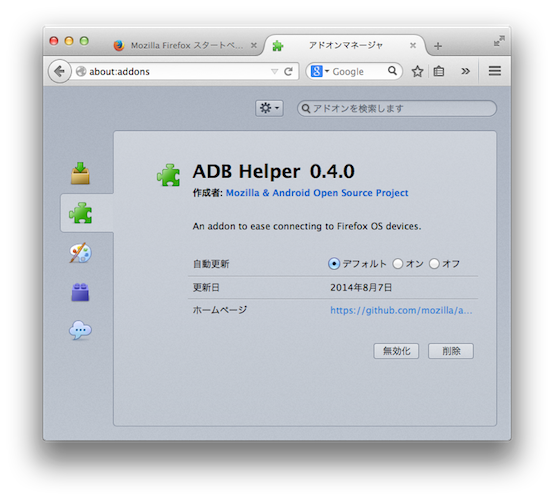 Mozilla Firefox スタートペ...
アドオンマネージャ
about:addons
Google
アドオンを検索します
ADB Helper 0.4.0
作成者: Mozilla & Android Open Source Project
An addon to ease connecting to Firefox OS devices.
自動更新 デフォルト オン オフ
更新日 2014年8月7日
ホームページ https://github.com/mozilla/a...
無効化 削除